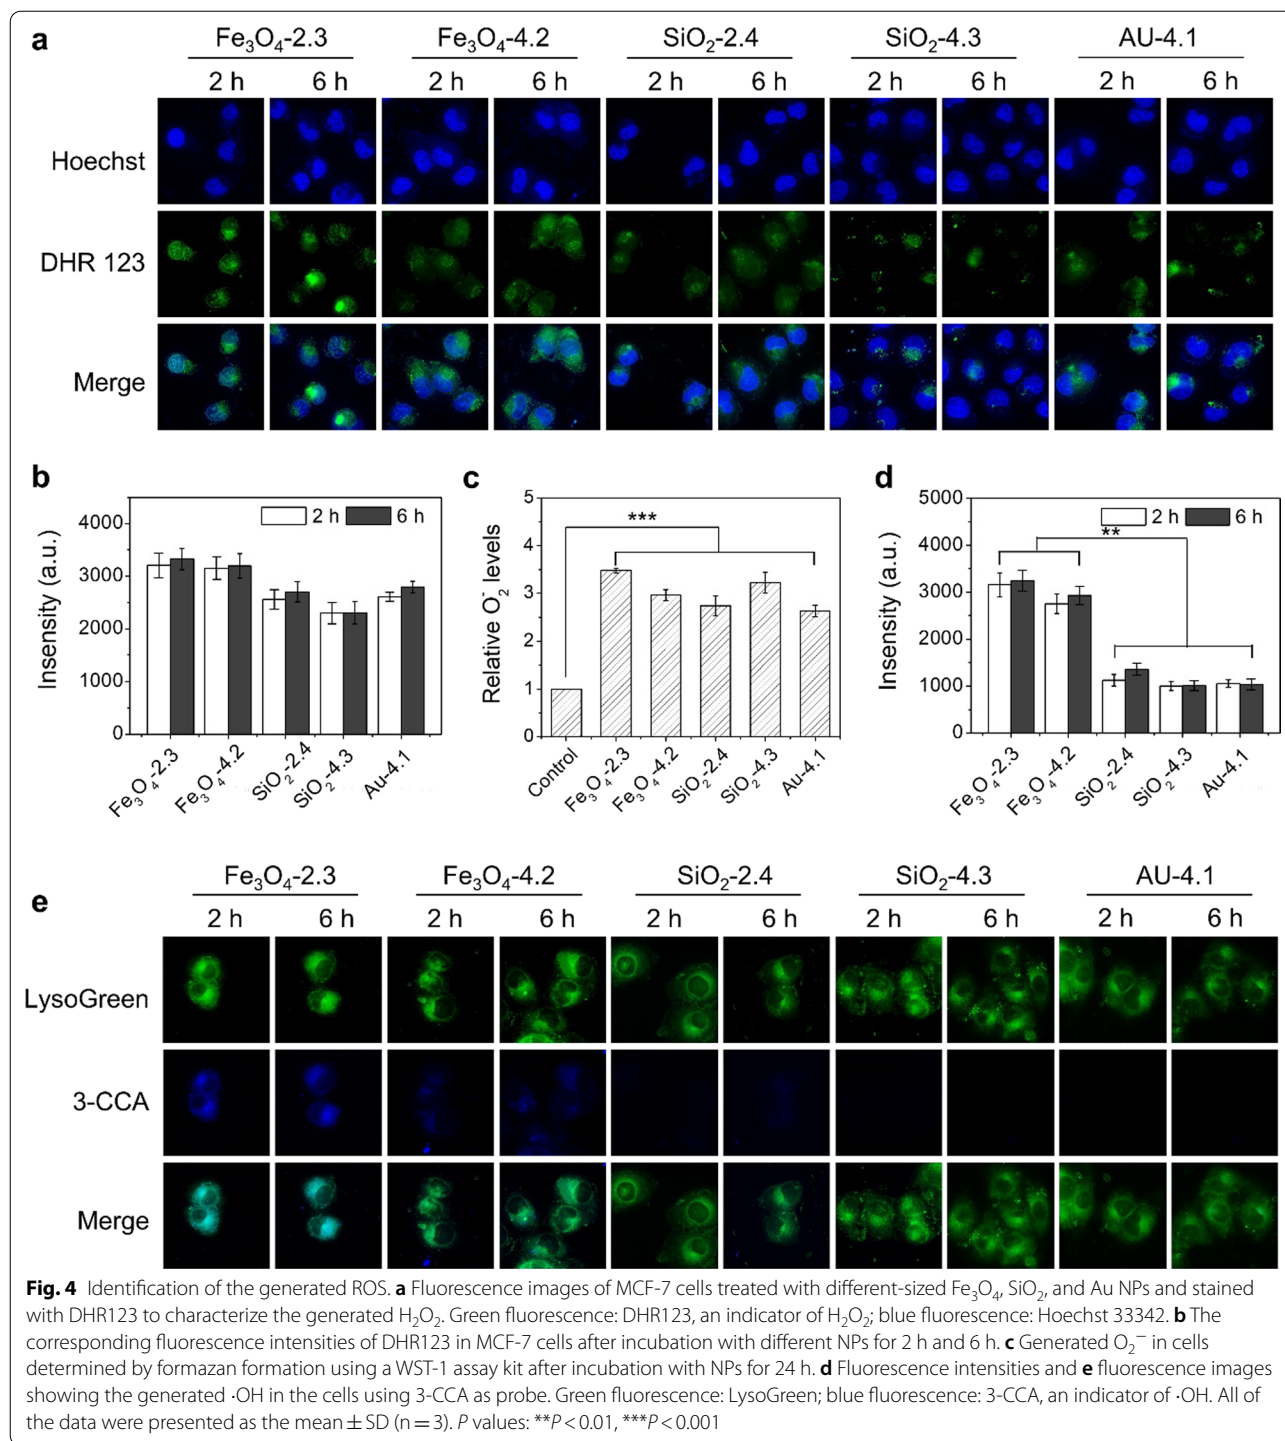 a
Fe₃O₄-2.3 Fe₃O₄-4.2 SiO₂-2.4 SiO₂-4.3 AU-4.1
2 h 6 h 2 h 6 h 2 h 6 h 2 h 6 h 2 h 6 h
Hoechst
DHR 123
Merge
b
Insensity (a.u.)
4000
3000
2000
1000
0
2 h 6 h
Fe₃O₄-2.3 Fe₃O₄-4.2 SiO₂-2.4 SiO₂-4.3 Au-4.1
c
Relative O₂⁻ levels
5
4
3
2
1
0
***
Control Fe₃O₄-2.3 Fe₃O₄-4.2 SiO₂-2.4 SiO₂-4.3 Au-4.1
d
Insensity (a.u.)
5000
4000
3000
2000
1000
0
2 h 6 h
**
Fe₃O₄-2.3 Fe₃O₄-4.2 SiO₂-2.4 SiO₂-4.3 Au-4.1
e
Fe₃O₄-2.3 Fe₃O₄-4.2 SiO₂-2.4 SiO₂-4.3 AU-4.1
2 h 6 h 2 h 6 h 2 h 6 h 2 h 6 h 2 h 6 h
LysoGreen
3-CCA
Merge
Fig. 4 Identification of the generated ROS. a Fluorescence images of MCF-7 cells treated with different-sized Fe₃O₄, SiO₂, and Au NPs and stained
with DHR123 to characterize the generated H₂O₂. Green fluorescence: DHR123, an indicator of H₂O₂; blue fluorescence: Hoechst 33342. b The
corresponding fluorescence intensities of DHR123 in MCF-7 cells after incubation with different NPs for 2 h and 6 h. c Generated O₂⁻ in cells
determined by formazan formation using a WST-1 assay kit after incubation with NPs for 24 h. d Fluorescence intensities and e fluorescence images
showing the generated ·OH in the cells using 3-CCA as probe. Green fluorescence: LysoGreen; blue fluorescence: 3-CCA, an indicator of ·OH. All of
the data were presented as the mean ± SD (n = 3). P values: **P < 0.01, ***P < 0.001